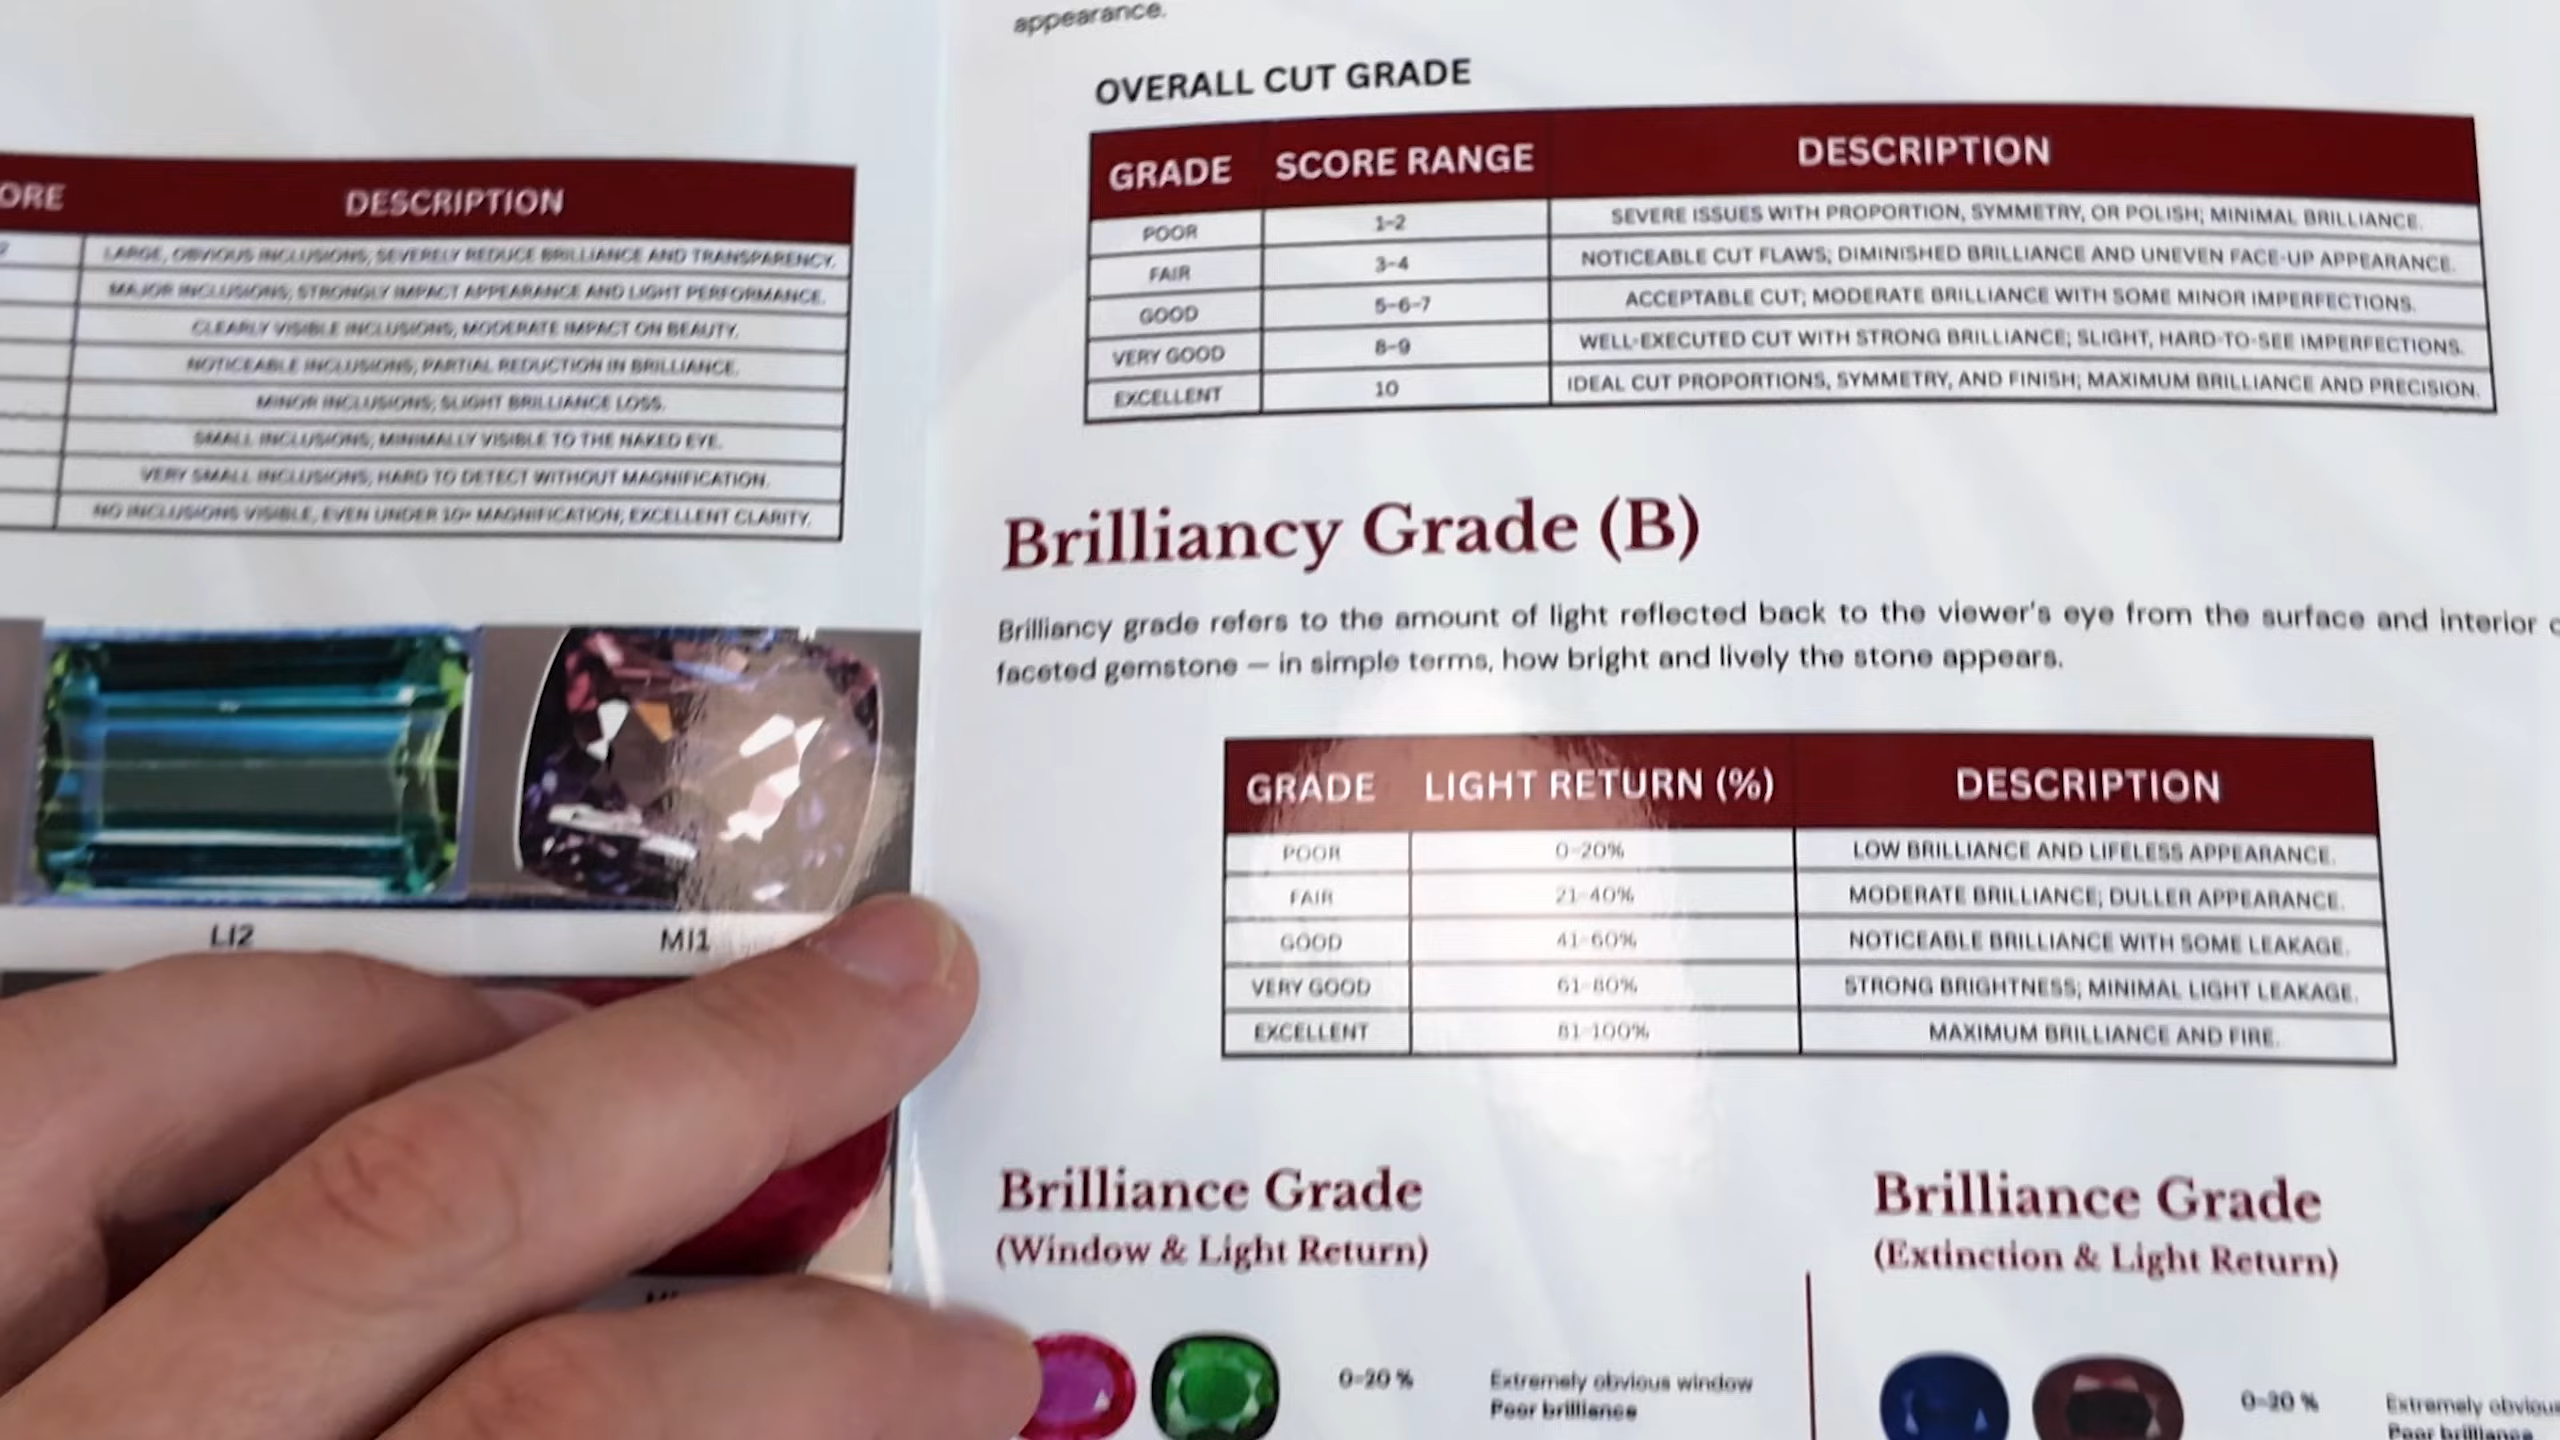 ORE DESCRIPTION
LARGE, OBVIOUS INCLUSIONS; SEVERELY REDUCE BRILLIANCE AND TRANSPARENCY.
MAJOR INCLUSIONS; STRONGLY IMPACT APPEARANCE AND LIGHT PERFORMANCE.
CLEARLY VISIBLE INCLUSIONS; MODERATE IMPACT ON BEAUTY.
NOTICEABLE INCLUSIONS; PARTIAL REDUCTION IN BRILLIANCE.
MINOR INCLUSIONS; SLIGHT BRILLIANCE LOSS.
SMALL INCLUSIONS; MINIMALLY VISIBLE TO THE NAKED EYE.
VERY SMALL INCLUSIONS; HARD TO DETECT WITHOUT MAGNIFICATION.
NO INCLUSIONS VISIBLE, EVEN UNDER 10× MAGNIFICATION; EXCELLENT CLARITY.
LI2 MI1
appearance.
OVERALL CUT GRADE
GRADE SCORE RANGE DESCRIPTION
POOR 1–2 SEVERE ISSUES WITH PROPORTION, SYMMETRY, OR POLISH; MINIMAL BRILLIANCE.
FAIR 3–4 NOTICEABLE CUT FLAWS; DIMINISHED BRILLIANCE AND UNEVEN FACE-UP APPEARANCE.
GOOD 5–6–7 ACCEPTABLE CUT; MODERATE BRILLIANCE WITH SOME MINOR IMPERFECTIONS.
VERY GOOD 8–9 WELL-EXECUTED CUT WITH STRONG BRILLIANCE; SLIGHT, HARD-TO-SEE IMPERFECTIONS.
EXCELLENT 10 IDEAL CUT PROPORTIONS, SYMMETRY, AND FINISH; MAXIMUM BRILLIANCE AND PRECISION.
Brilliancy Grade (B)
Brilliancy grade refers to the amount of light reflected back to the viewer's eye from the surface and interior
faceted gemstone — in simple terms, how bright and lively the stone appears.
GRADE LIGHT RETURN (%) DESCRIPTION
POOR 0–20% LOW BRILLIANCE AND LIFELESS APPEARANCE.
FAIR 21–40% MODERATE BRILLIANCE; DULLER APPEARANCE.
GOOD 41–60% NOTICEABLE BRILLIANCE WITH SOME LEAKAGE.
VERY GOOD 61–80% STRONG BRIGHTNESS; MINIMAL LIGHT LEAKAGE.
EXCELLENT 81–100% MAXIMUM BRILLIANCE AND FIRE.
Brilliance Grade
(Window & Light Return)
0–20 % Extremely obvious window
Poor brilliance
Brilliance Grade
(Extinction & Light Return)
0–20 % Extremely obvious
Poor brilliance